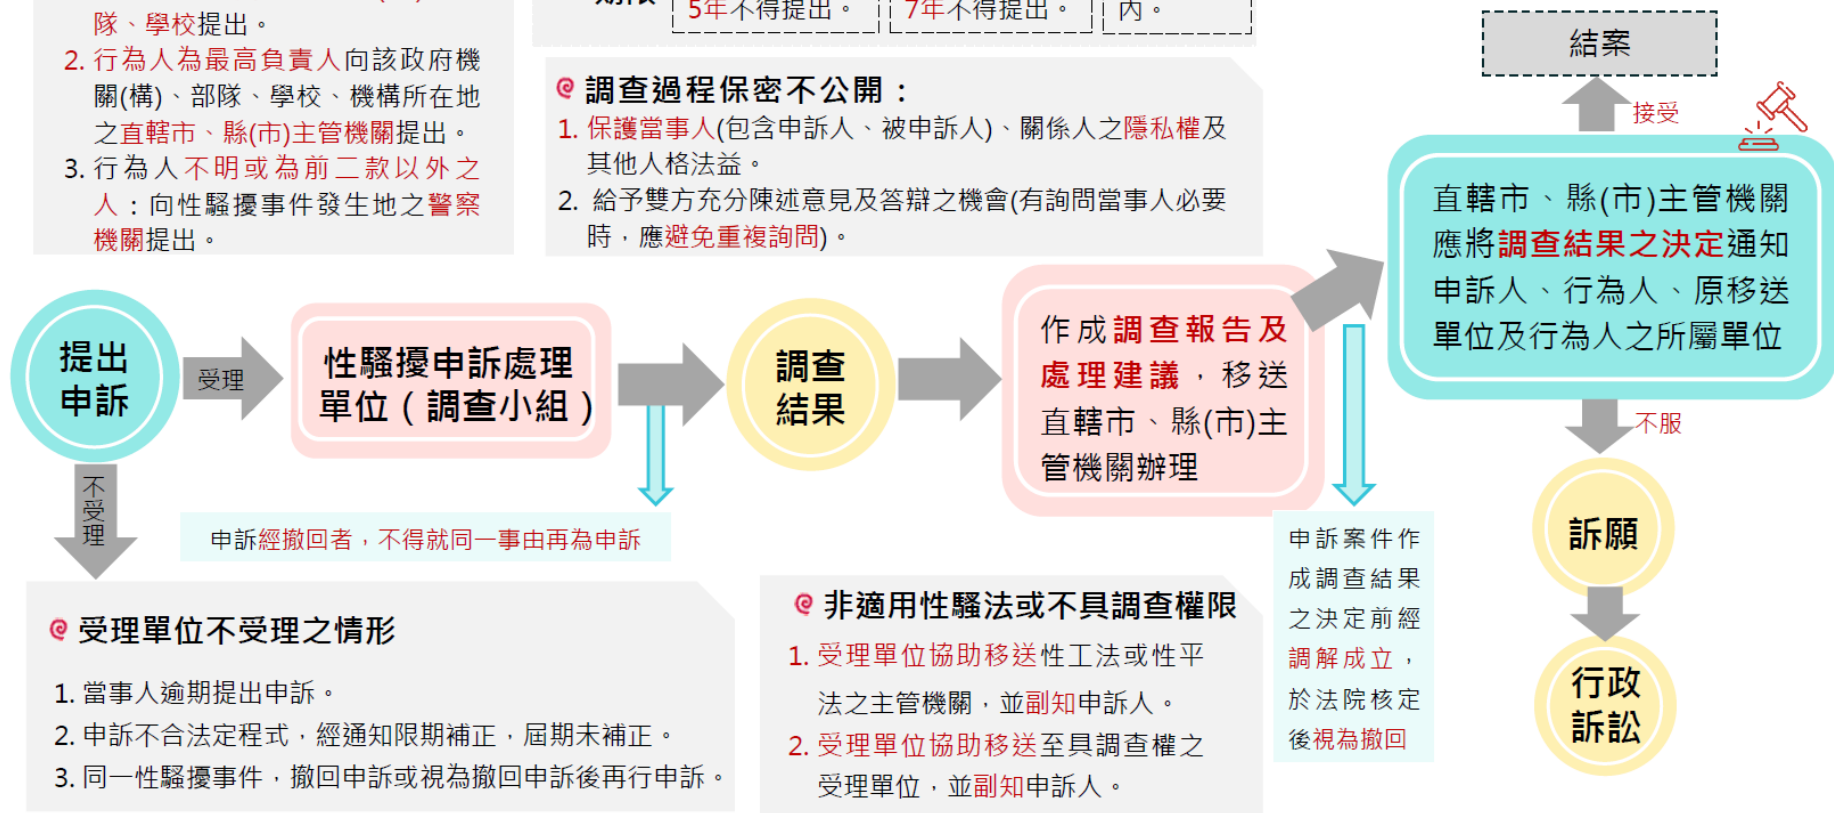 隊、學校提出。
2. 行為人為最高負責人向該政府機
關(構)、部隊、學校、機構所在地
之直轄市、縣(市)主管機關提出。
3. 行為人不明或為前二款以外之
人：向性騷擾事件發生地之警察
機關提出。
5年不得提出。
7年不得提出。
內。
調查過程保密不公開：
1. 保護當事人(包含申訴人、被申訴人)、關係人之隱私權及
其他人格法益。
2. 給予雙方充分陳述意見及答辯之機會(有詢問當事人必要
時，應避免重複詢問)。
結案
接受
直轄市、縣(市)主管機關
應將調查結果之決定通知
申訴人、行為人、原移送
單位及行為人之所屬單位
不服
訴願
行政
訴訟
提出
申訴
受理
性騷擾申訴處理
單位（調查小組）
調查
結果
作成調查報告及
處理建議，移送
直轄市、縣(市)主
管機關辦理
不受理
申訴經撤回者，不得就同一事由再為申訴
申訴案件作
成調查結果
之決定前經
調解成立，
於法院核定
後視為撤回
受理單位不受理之情形
1. 當事人逾期提出申訴。
2. 申訴不合法定程式，經通知限期補正，屆期未補正。
3. 同一性騷擾事件，撤回申訴或視為撤回申訴後再行申訴。
非適用性騷法或不具調查權限
1. 受理單位協助移送性工法或性平
法之主管機關，並副知申訴人。
2. 受理單位協助移送至具調查權之
受理單位，並副知申訴人。